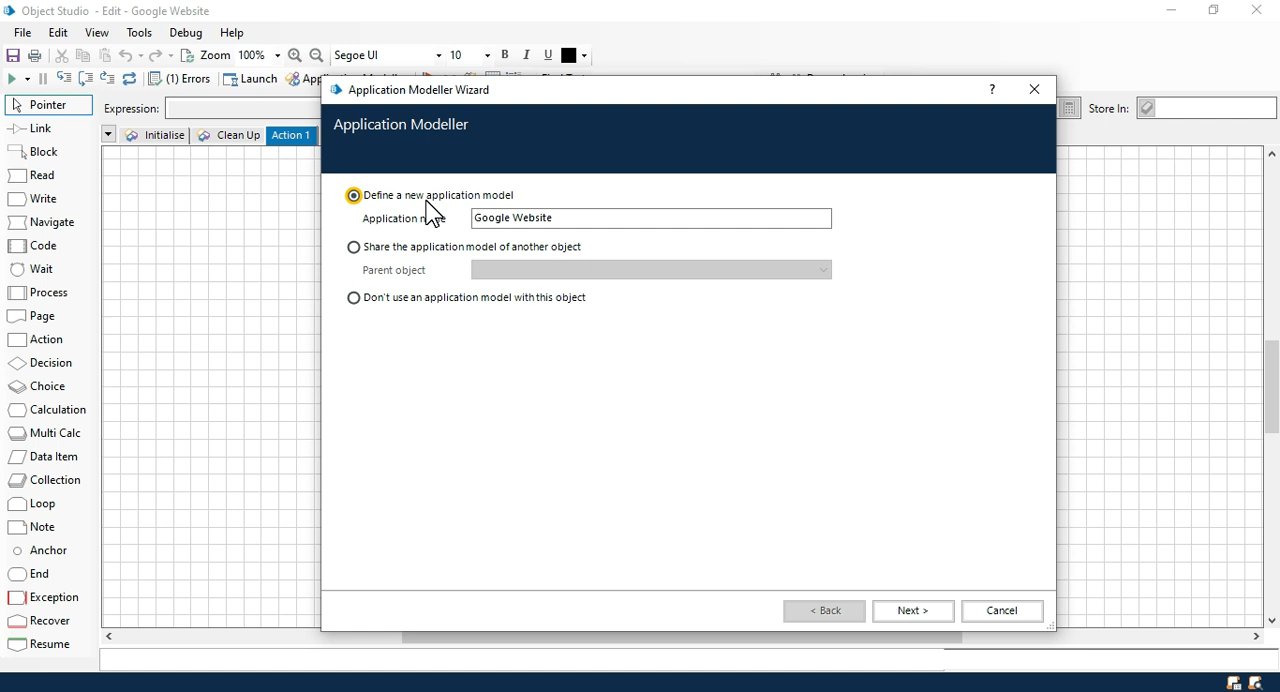 Object Studio - Edit - Google Website
File Edit View Tools Debug Help
Zoom 100% Segoe UI 10 B I U
(1) Errors Launch
Application Modeller Wizard ?
Pointer
Expression:
Store In:
Application Modeller
Link
Initialise Clean Up Action 1
Block
Read
Define a new application model
Write
Application
Google Website
Navigate
Code
Share the application model of another object
Wait
Parent object
Process
Don't use an application model with this object
Page
Action
Decision
Choice
Calculation
Multi Calc
Data Item
Collection
Loop
Note
Anchor
End
Exception
Recover
Resume
< Back Next > Cancel